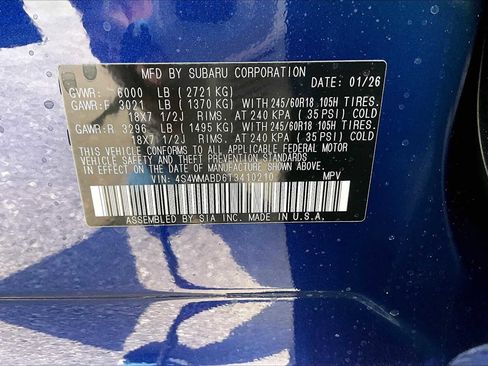 MFD BY SUBARU CORPORATION DATE: 01/26
GVWR: 6000 LB ( 2721 KG)
GAWR:F 3021 LB ( 1370 KG) WITH 245/60R18 105H TIRES.
18X7 1/2J RIMS. AT 240 KPA ( 35 PSI) COLD
GAWR:R 3296 LB ( 1495 KG) WITH 245/60R18 105H TIRES.
18X7 1/2J RIMS. AT 240 KPA ( 35 PSI) COLD
THIS VEHICLE CONFORMS TO ALL APPLICABLE FEDERAL MOTOR
VEHICLE SAFETY AND THEFT PREVENTION STANDARDS
IN EFFECT ON THE DATE OF MANUFACTURE SHOWN ABOVE.
VIN: 4S4WMABD6T3410210 MPV
ASSEMBLED BY SIA INC. MADE IN U.S.A.